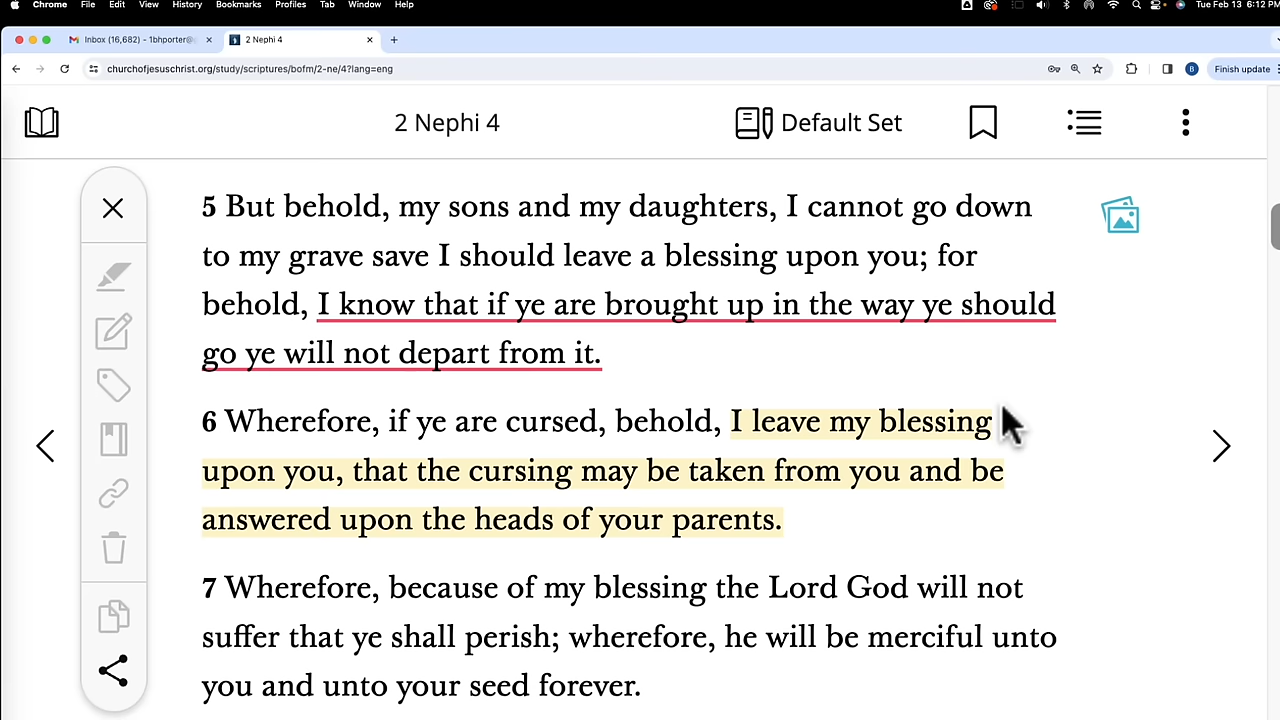 Chrome File Edit View History Bookmarks Profiles Tab Window Help Tue Feb 13 6:12 PM
Inbox (16,682) - 1bhporter@ 2 Nephi 4
churchofjesuschrist.org/study/scriptures/bofm/2-ne/4?lang=eng B Finish update
2 Nephi 4 Default Set
5 But behold, my sons and my daughters, I cannot go down
to my grave save I should leave a blessing upon you; for
behold, I know that if ye are brought up in the way ye should
go ye will not depart from it.
6 Wherefore, if ye are cursed, behold, I leave my blessing
upon you, that the cursing may be taken from you and be
answered upon the heads of your parents.
7 Wherefore, because of my blessing the Lord God will not
suffer that ye shall perish; wherefore, he will be merciful unto
you and unto your seed forever.